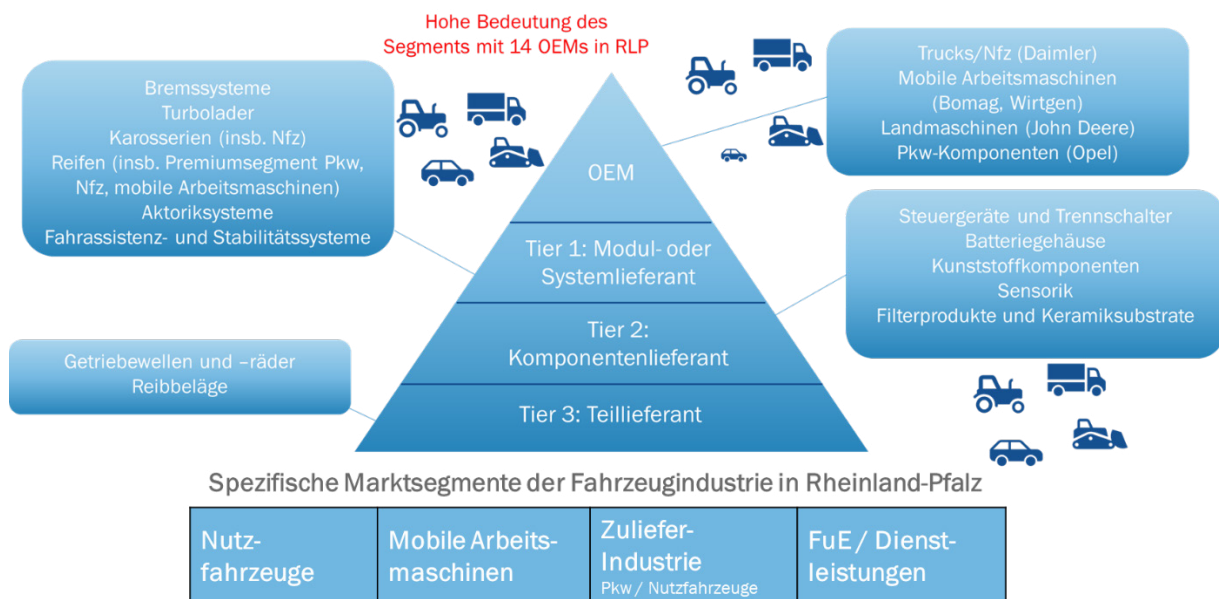 Hohe Bedeutung des
Segments mit 14 OEMs in RLP
Bremssysteme
Turbolader
Karosserien (insb. Nfz)
Reifen (insb. Premiumsegment Pkw,
Nfz, mobile Arbeitsmaschinen)
Aktoriksysteme
Fahrassistenz- und Stabilitätssysteme
Trucks/Nfz (Daimler)
Mobile Arbeitsmaschinen
(Bomag, Wirtgen)
Landmaschinen (John Deere)
Pkw-Komponenten (Opel)
OEM
Tier 1: Modul- oder
Systemlieferant
Tier 2:
Komponentenlieferant
Tier 3: Teillieferant
Steuergeräte und Trennschalter
Batteriegehäuse
Kunststoffkomponenten
Sensorik
Filterprodukte und Keramiksubstrate
Getriebewellen und –räder
Reibbeläge
Spezifische Marktsegmente der Fahrzeugindustrie in Rheinland-Pfalz
Nutz-
fahrzeuge
Mobile Arbeits-
maschinen
Zuliefer-
Industrie
Pkw / Nutzfahrzeuge
FuE / Dienst-
leistungen